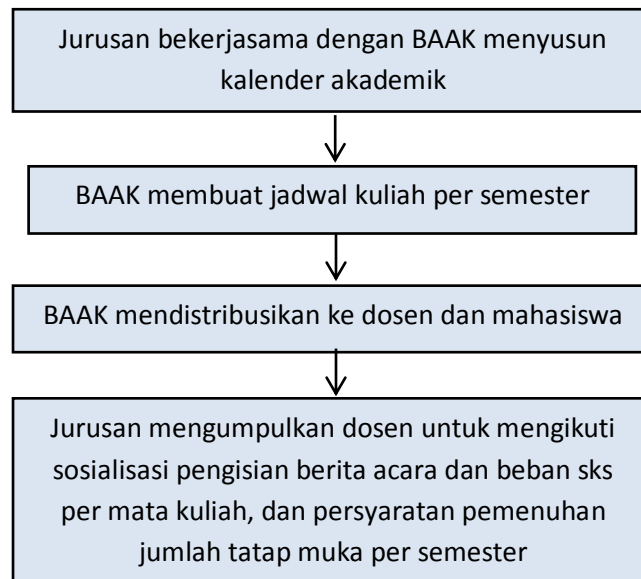 Jurusan bekerjasama dengan BAAK menyusun
kalender akademik
BAAK membuat jadwal kuliah per semester
BAAK mendistribusikan ke dosen dan mahasiswa
Jurusan mengumpulkan dosen untuk mengikuti
sosialisasi pengisian berita acara dan beban sks
per mata kuliah, dan persyaratan pemenuhan
jumlah tatap muka per semester